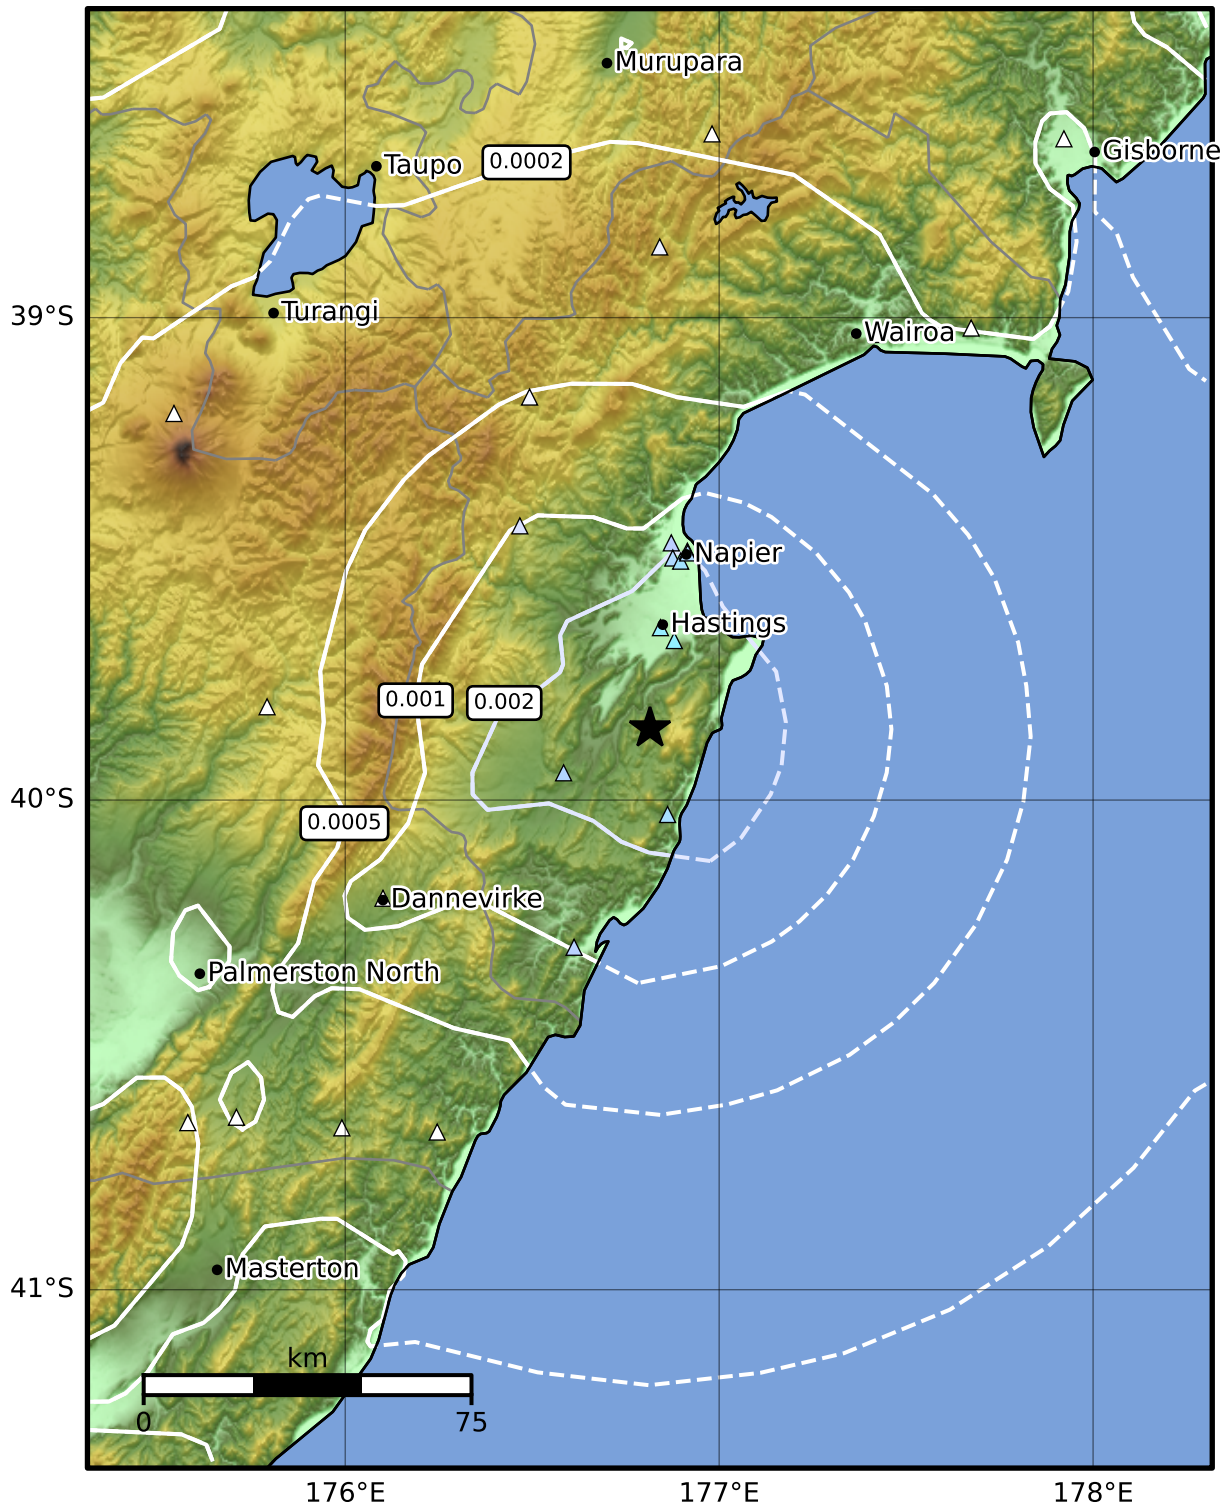 Murupara
Gisborne
Taupo
0.0002
39°S
Turangi
Wairoa
Napier
Hastings
0.001
0.002
40°S
0.0005
Dannevirke
Palmerston North
Masterton
41°S
km
0
75
176°E
177°E
178°E